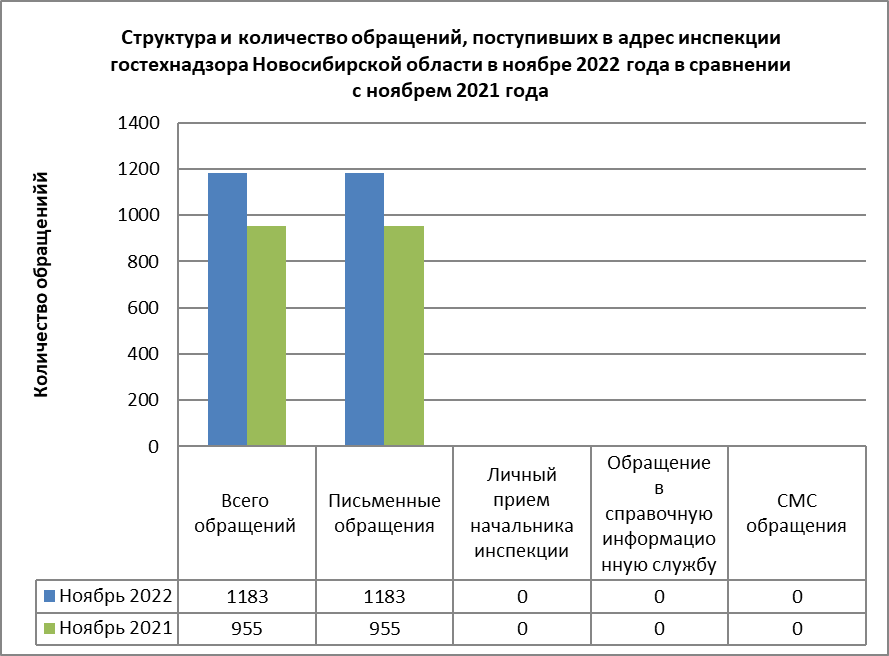 Структура и количество обращений, поступивших в адрес инспекции
гостехнадзора Новосибирской области в ноябре 2022 года в сравнении
с ноябрем 2021 года
Количество обращенийй
1400
1200
1000
800
600
400
200
0
Всего
обращений
Письменные
обращения
Личный
прием
начальника
инспекции
Обращение
в
справочную
информацио
нную службу
СМС
обращения
Ноябрь 2022 1183 1183 0 0 0
Ноябрь 2021 955 955 0 0 0